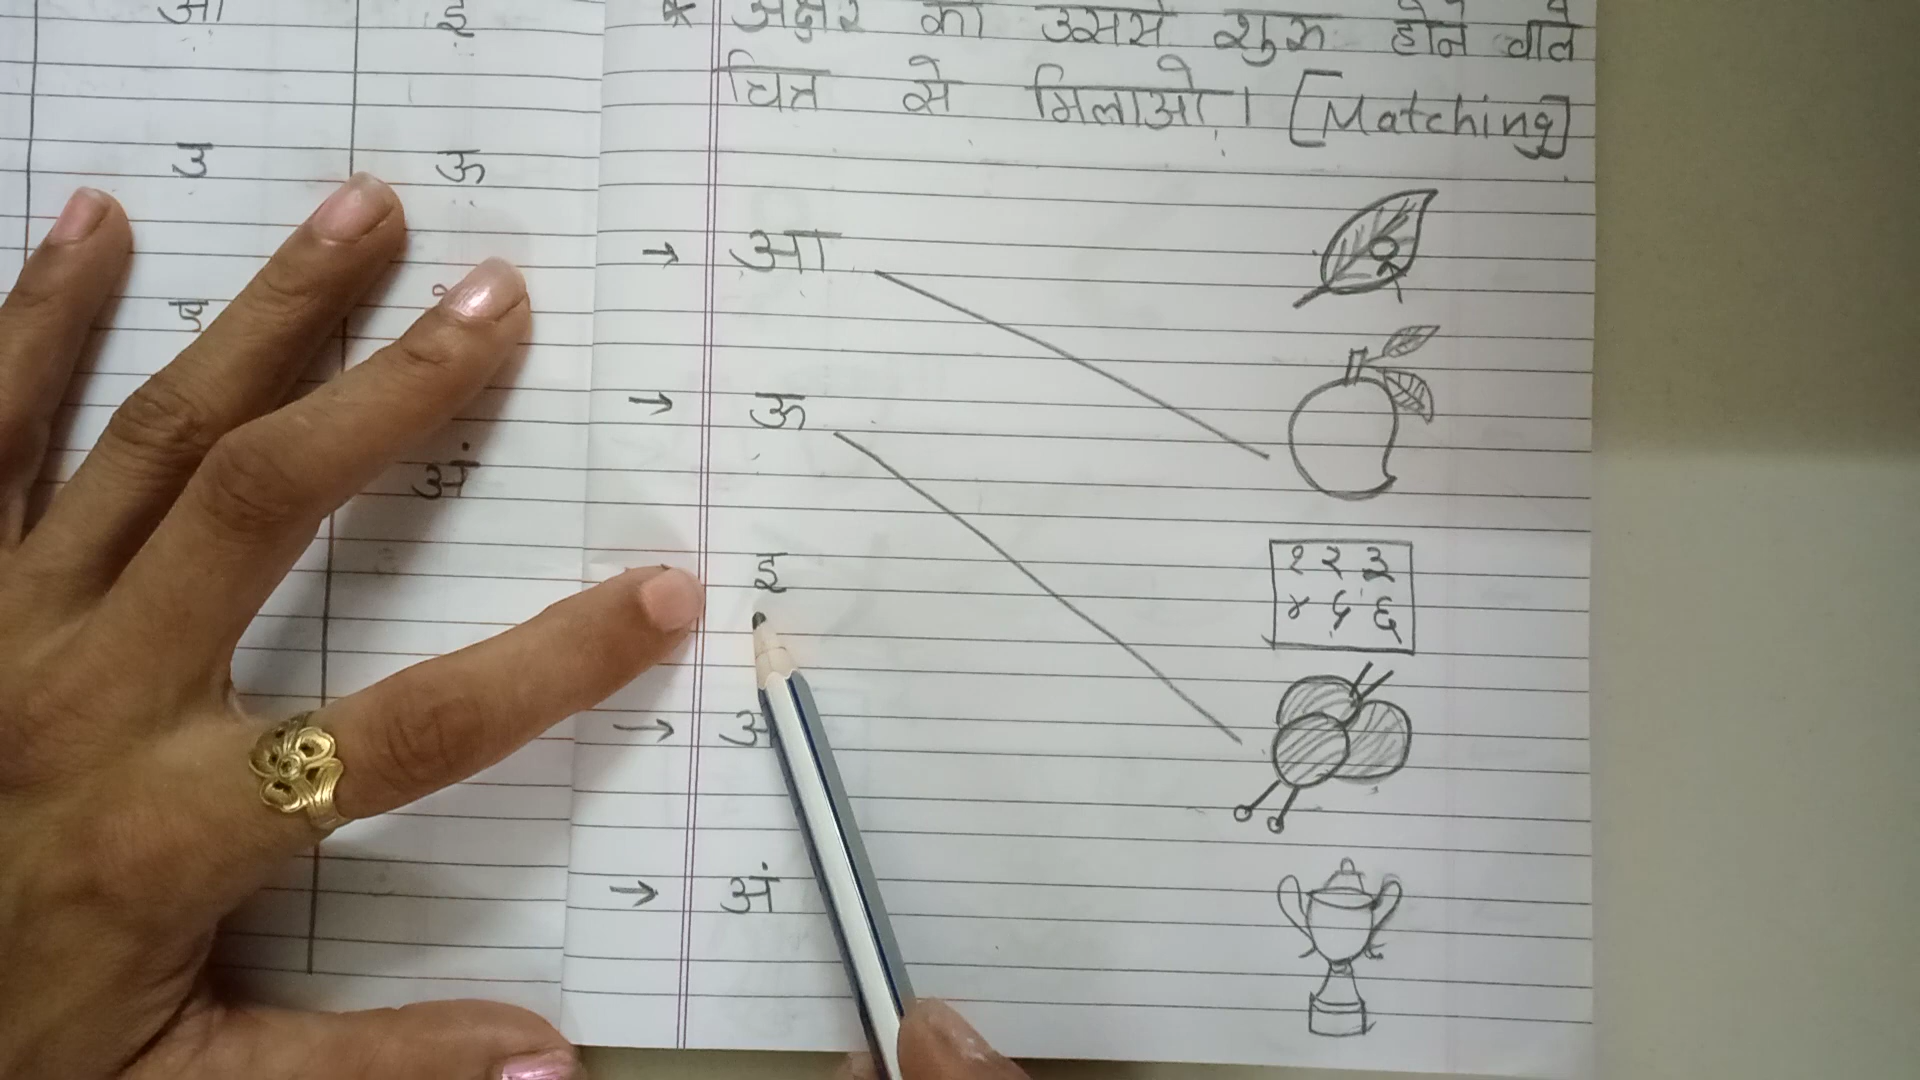 आ इ
उ ऊ
ए
अं
* अक्षर को उससे शुरू होने वाले
चित्र से मिलाओ। [Matching]
→ आ
→ ऊ
इ
→
→ अं
१ २ ३
४ ५ ६